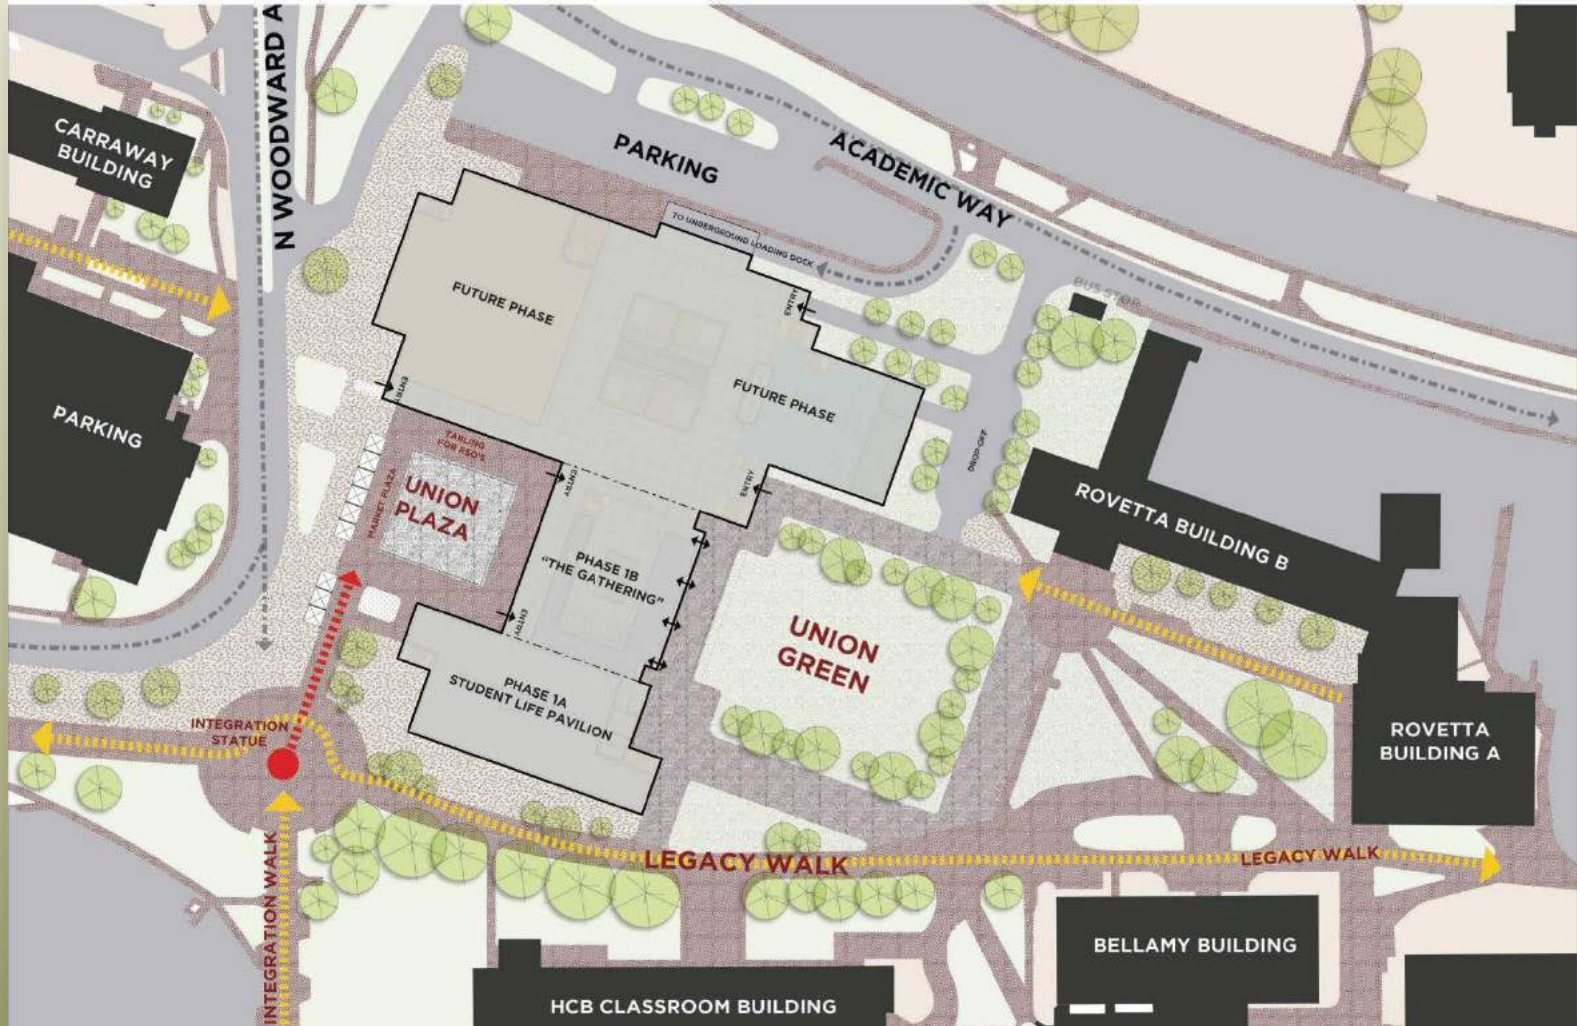 N WOODWARD A
CARRAWAY
BUILDING
PARKING
ACADEMIC WAY
TO UNDERGROUND LOADING DOCK
FUTURE PHASE
ENTRY
BUS STOP
FUTURE PHASE
ENTRY
PARKING
TABLING
FOR RSO'S
MARKET PLAZA
UNION
PLAZA
ENTRY
ENTRY
DROP-OFF
ROVETTA BUILDING B
PHASE 1B
"THE GATHERING"
ENTRY
UNION
GREEN
PHASE 1A
STUDENT LIFE PAVILION
INTEGRATION
STATUE
ROVETTA
BUILDING A
INTEGRATION WALK
LEGACY WALK
LEGACY WALK
BELLAMY BUILDING
HCB CLASSROOM BUILDING